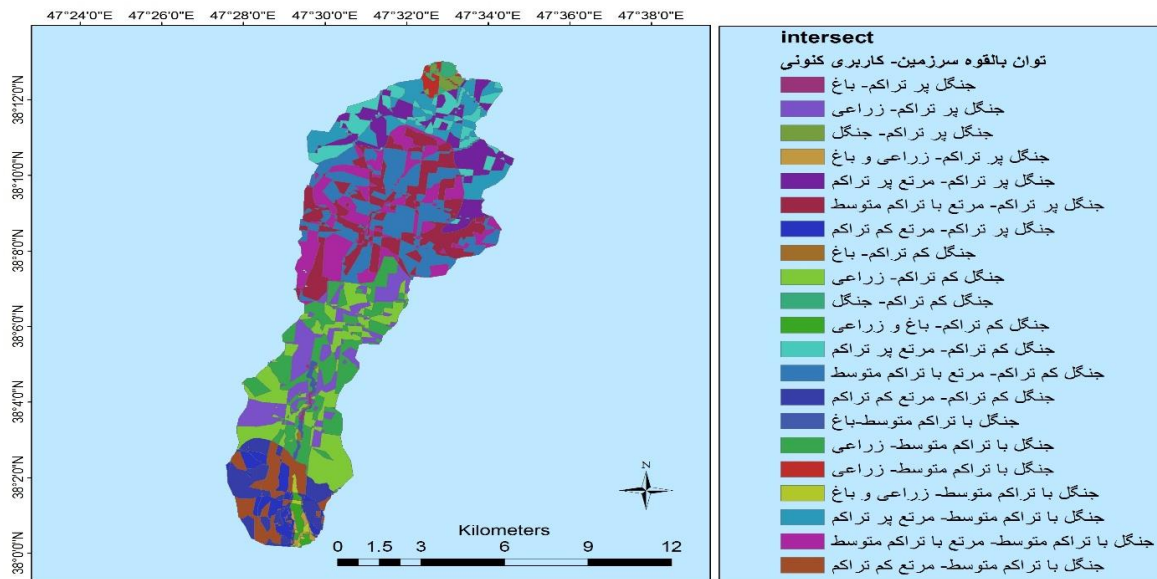 47°24'0"E 47°26'0"E 47°28'0"E 47°30'0"E 47°32'0"E 47°34'0"E 47°36'0"E 47°38'0"E
38°12'0"N
38°10'0"N
38°8'0"N
38°6'0"N
38°4'0"N
38°2'0"N
38°0'0"N
N
Kilometers
0 1.5 3 6 9 12
intersect
توان بالقوه سرزمین- کاربری کنونی
جنگل پر تراکم- باغ
جنگل پر تراکم- زراعی
جنگل پر تراکم- جنگل
جنگل پر تراکم- زراعی و باغ
جنگل پر تراکم- مرتع پر تراکم
جنگل پر تراکم- مرتع با تراکم متوسط
جنگل پر تراکم- مرتع کم تراکم
جنگل کم تراکم- باغ
جنگل کم تراکم- زراعی
جنگل کم تراکم- جنگل
جنگل کم تراکم- باغ و زراعی
جنگل کم تراکم- مرتع پر تراکم
جنگل کم تراکم- مرتع با تراکم متوسط
جنگل کم تراکم- مرتع کم تراکم
جنگل با تراکم متوسط-باغ
جنگل با تراکم متوسط- زراعی
جنگل با تراکم متوسط- زراعی
جنگل با تراکم متوسط- زراعی و باغ
جنگل با تراکم متوسط- مرتع پر تراکم
جنگل با تراکم متوسط- مرتع با تراکم متوسط
جنگل با تراکم متوسط- مرتع کم تراکم